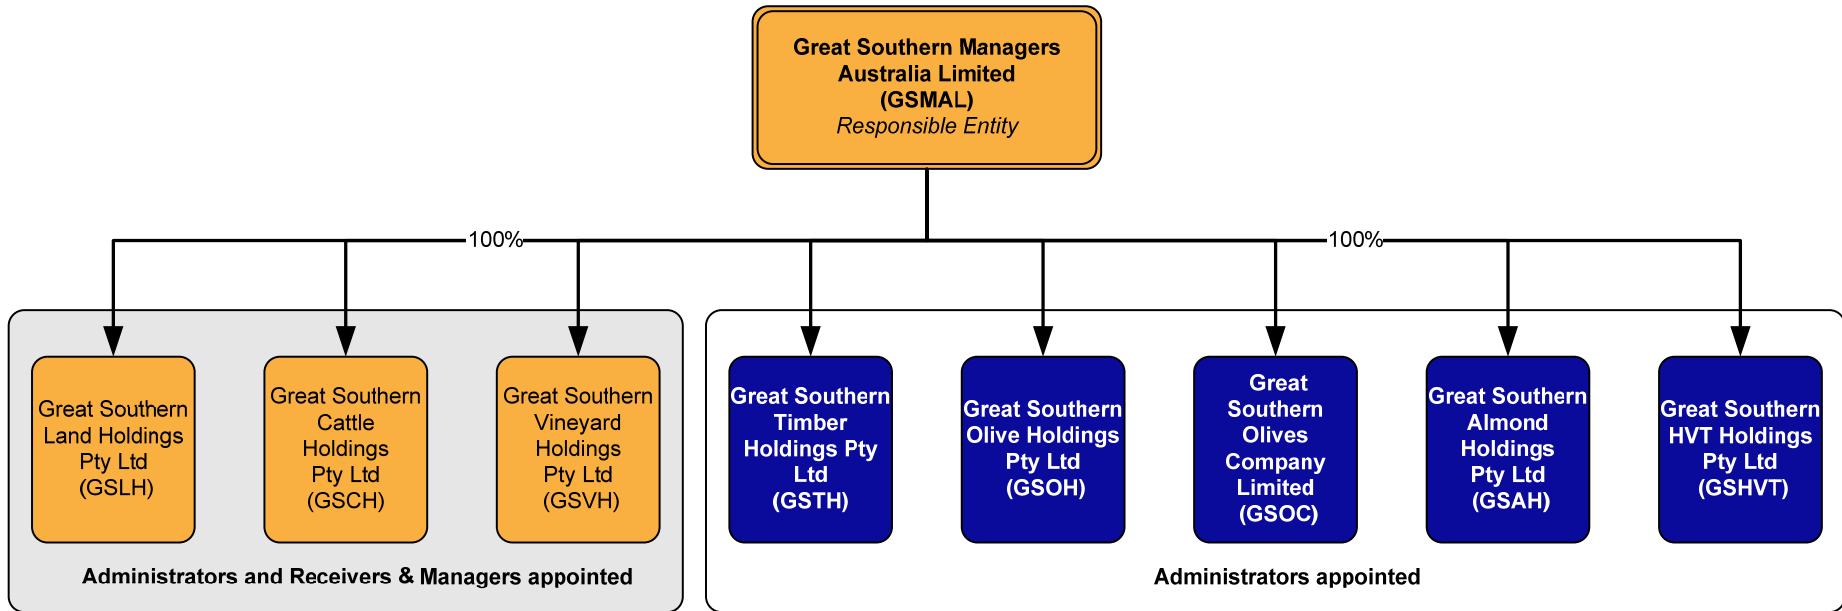 Great Southern Managers
Australia Limited
(GSMAL)
Responsible Entity
100%
100%
Great Southern
Land Holdings
Pty Ltd
(GSLH)
Great Southern
Cattle
Holdings
Pty Ltd
(GSCH)
Great Southern
Vineyard
Holdings
Pty Ltd
(GSVH)
Administrators and Receivers & Managers appointed
Great Southern
Timber
Holdings Pty
Ltd
(GSTH)
Great Southern
Olive Holdings
Pty Ltd
(GSOH)
Great
Southern
Olives
Company
Limited
(GSOC)
Great Southern
Almond
Holdings
Pty Ltd
(GSAH)
Great Southern
HVT Holdings
Pty Ltd
(GSHVT)
Administrators appointed